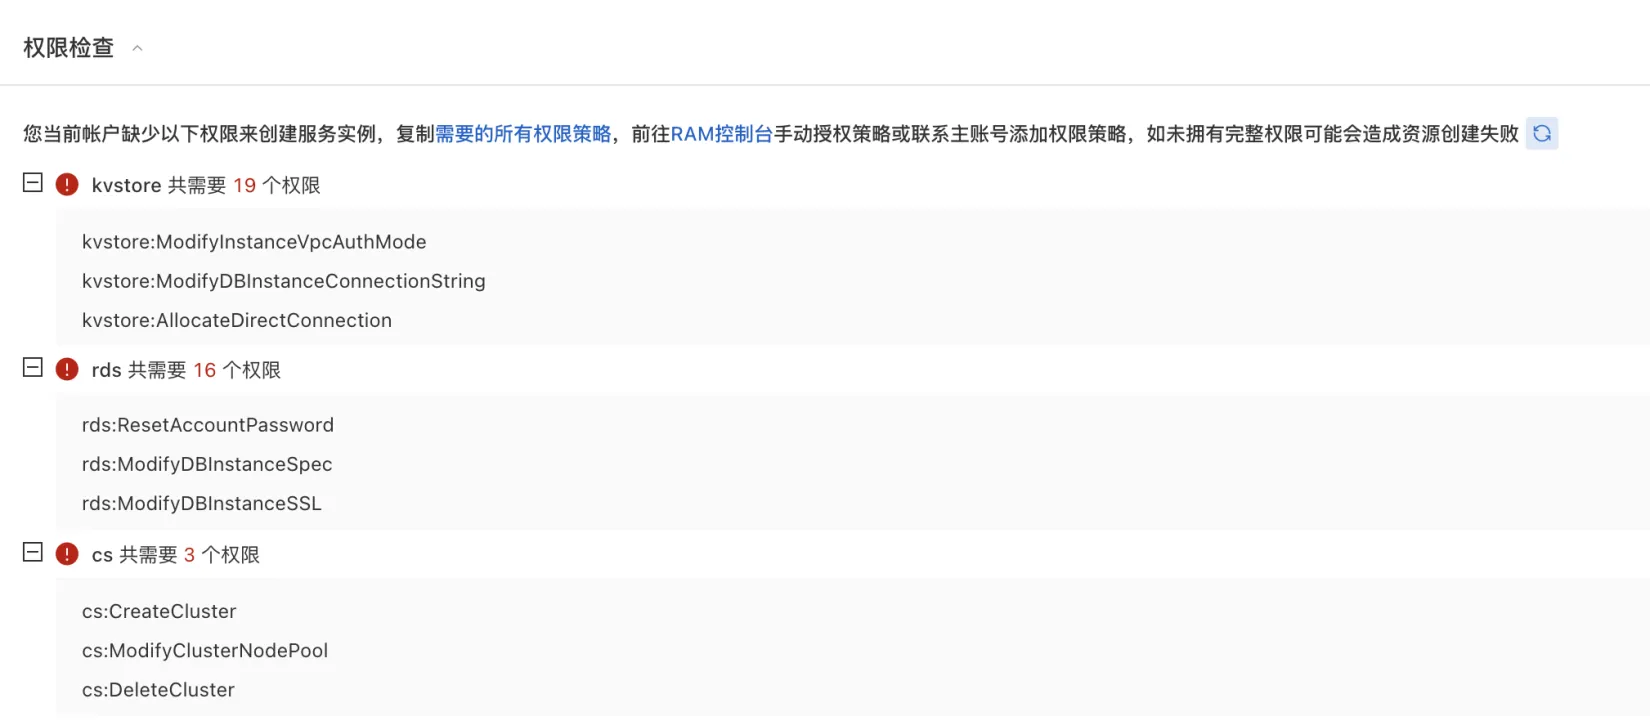 权限检查
您当前帐户缺少以下权限来创建服务实例，复制需要的所有权限策略，前往RAM控制台手动授权策略或联系主账号添加权限策略，如未拥有完整权限可能会造成资源创建失败
kvstore 共需要 19 个权限
kvstore:ModifyInstanceVpcAuthMode
kvstore:ModifyDBInstanceConnectionString
kvstore:AllocateDirectConnection
rds 共需要 16 个权限
rds:ResetAccountPassword
rds:ModifyDBInstanceSpec
rds:ModifyDBInstanceSSL
cs 共需要 3 个权限
cs:CreateCluster
cs:ModifyClusterNodePool
cs:DeleteCluster